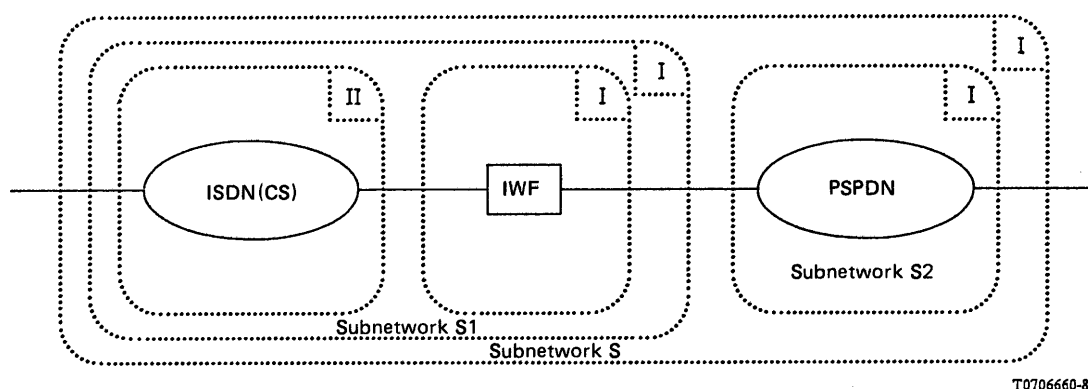 I
I
II
I
I
ISDN (CS)
IWF
PSPDN
Subnetwork S2
Subnetwork S1
Subnetwork S
T0706660-8